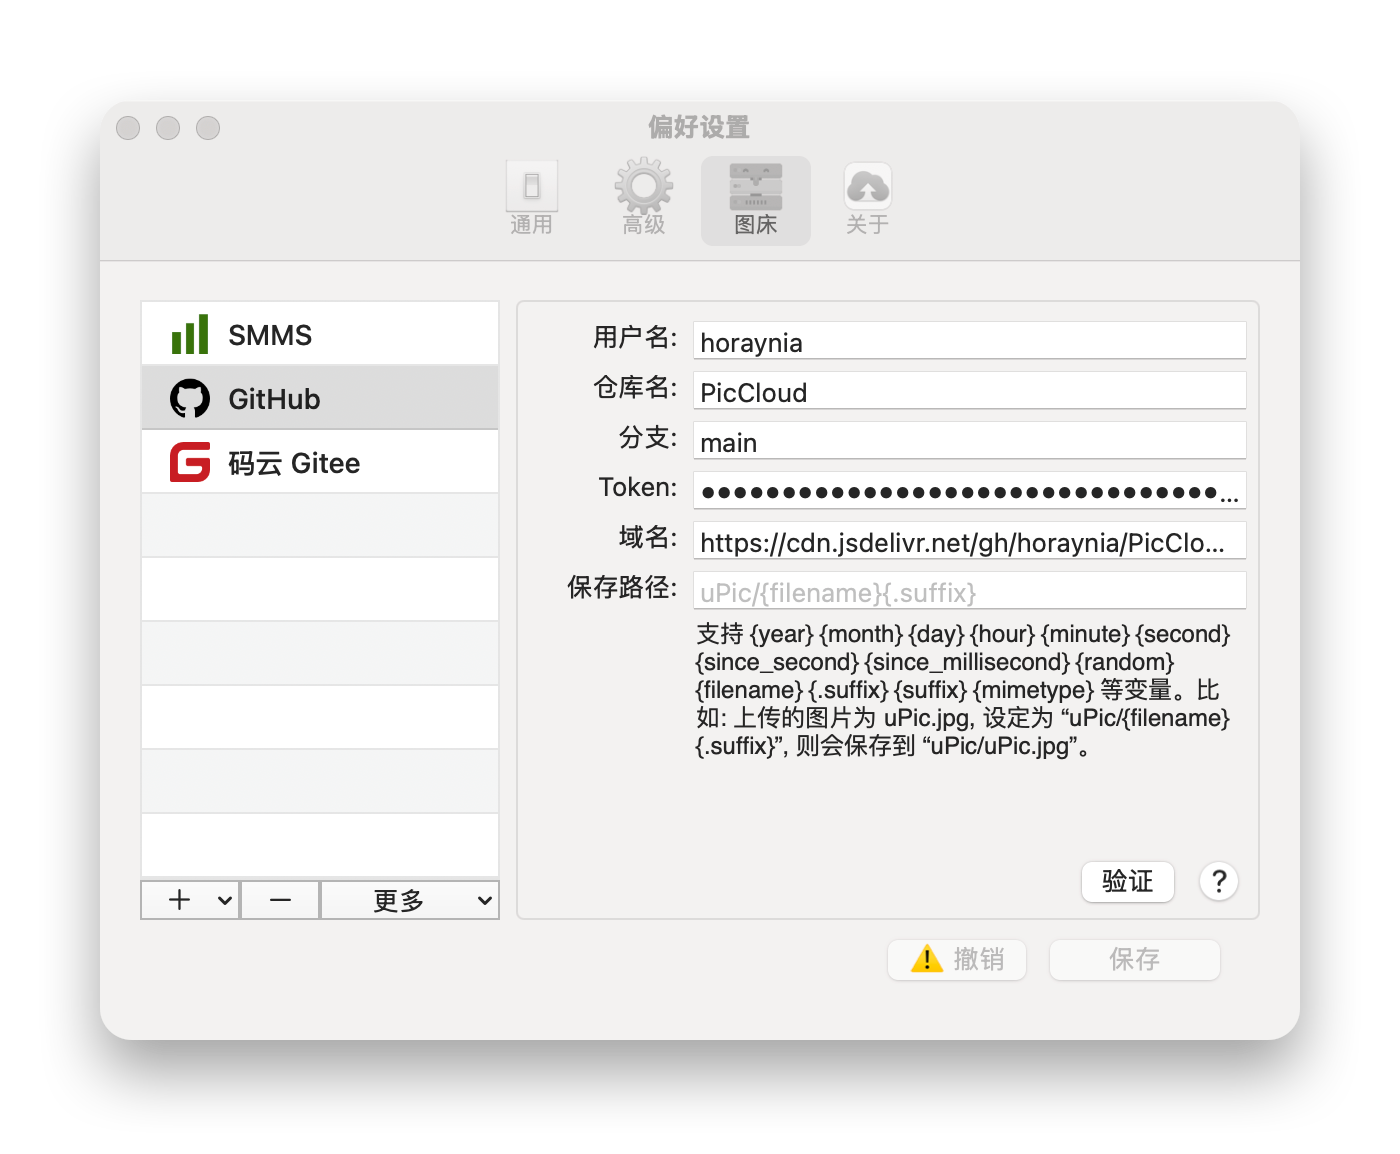 偏好设置
通用
高级
图床
关于
SMMS
GitHub
码云 Gitee
+
—
更多
用户名:
horaynia
仓库名:
PicCloud
分支:
main
Token:
●●●●●●●●●●●●●●●●●●●●●●●●●●●●●●●●...
域名:
https://cdn.jsdelivr.net/gh/horaynia/PicClo...
保存路径:
uPic/{filename}{.suffix}
支持 {year} {month} {day} {hour} {minute} {second}
{since_second} {since_millisecond} {random}
{filename} {.suffix} {suffix} {mimetype} 等变量。比
如: 上传的图片为 uPic.jpg, 设定为 “uPic/{filename}
{.suffix}”, 则会保存到 “uPic/uPic.jpg”。
验证
?
撤销
保存